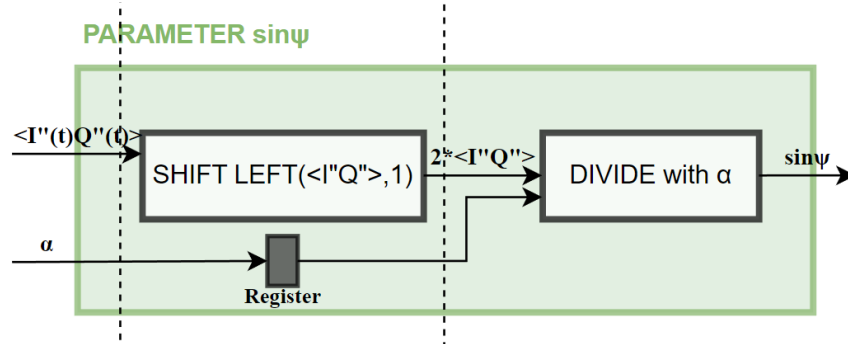 PARAMETER sinψ
<I"(t)Q"(t)>
SHIFT LEFT(<I"Q">,1)
2*<I"Q">
DIVIDE with α
sinψ
α
Register